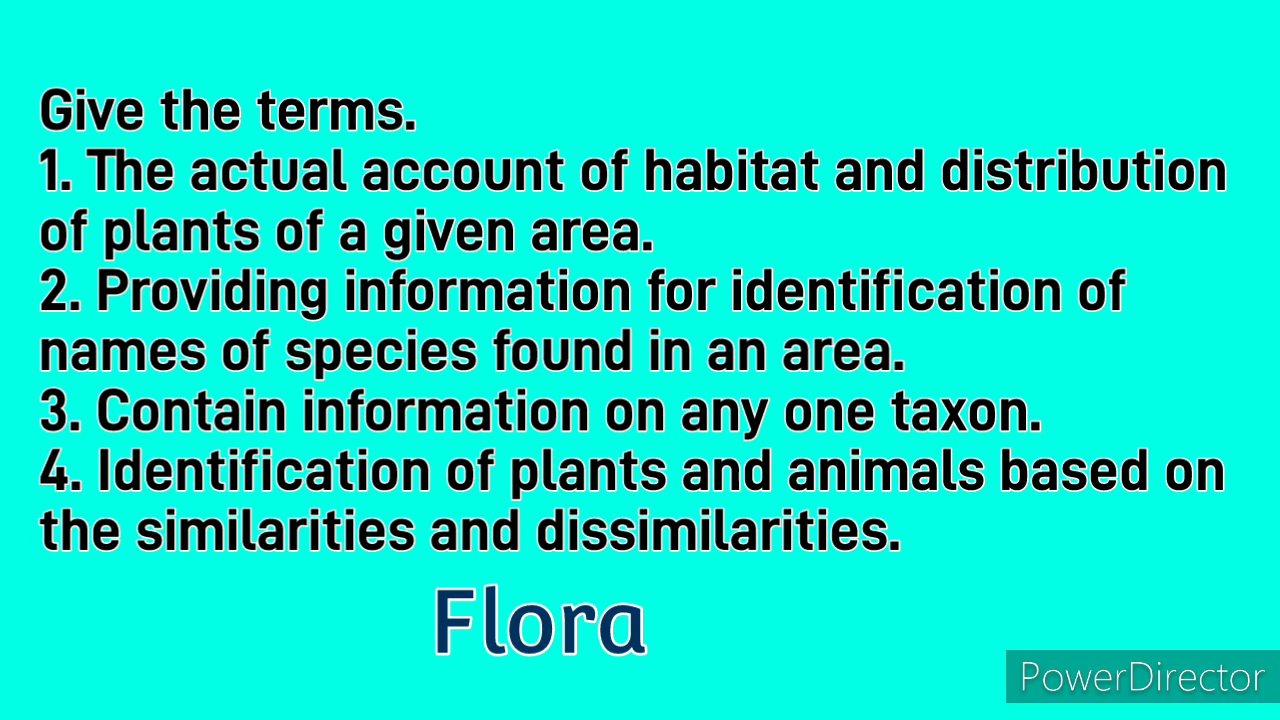 Give the terms.
1. The actual account of habitat and distribution
of plants of a given area.
2. Providing information for identification of
names of species found in an area.
3. Contain information on any one taxon.
4. Identification of plants and animals based on
the similarities and dissimilarities.
Flora
PowerDirector